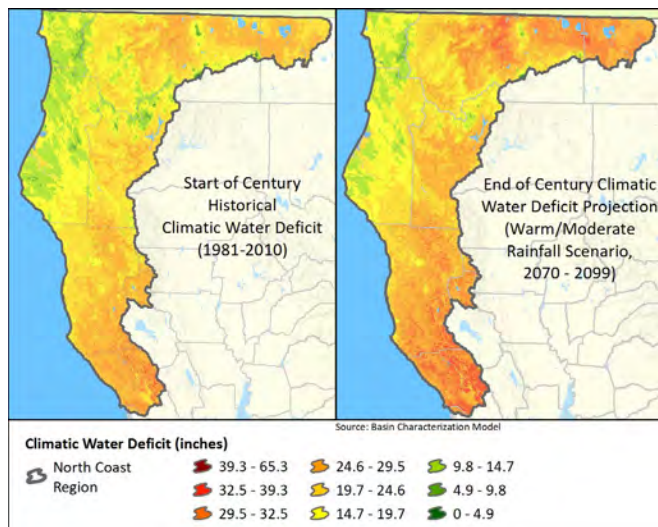 Start of Century
Historical
Climatic Water Deficit
(1981-2010)
End of Century Climatic
Water Deficit Projection
(Warm/Moderate
Rainfall Scenario,
2070 - 2099)
Source: Basin Characterization Model
Climatic Water Deficit (inches)
North Coast
Region
39.3 - 65.3
32.5 - 39.3
29.5 - 32.5
24.6 - 29.5
19.7 - 24.6
14.7 - 19.7
9.8 - 14.7
4.9 - 9.8
0 - 4.9